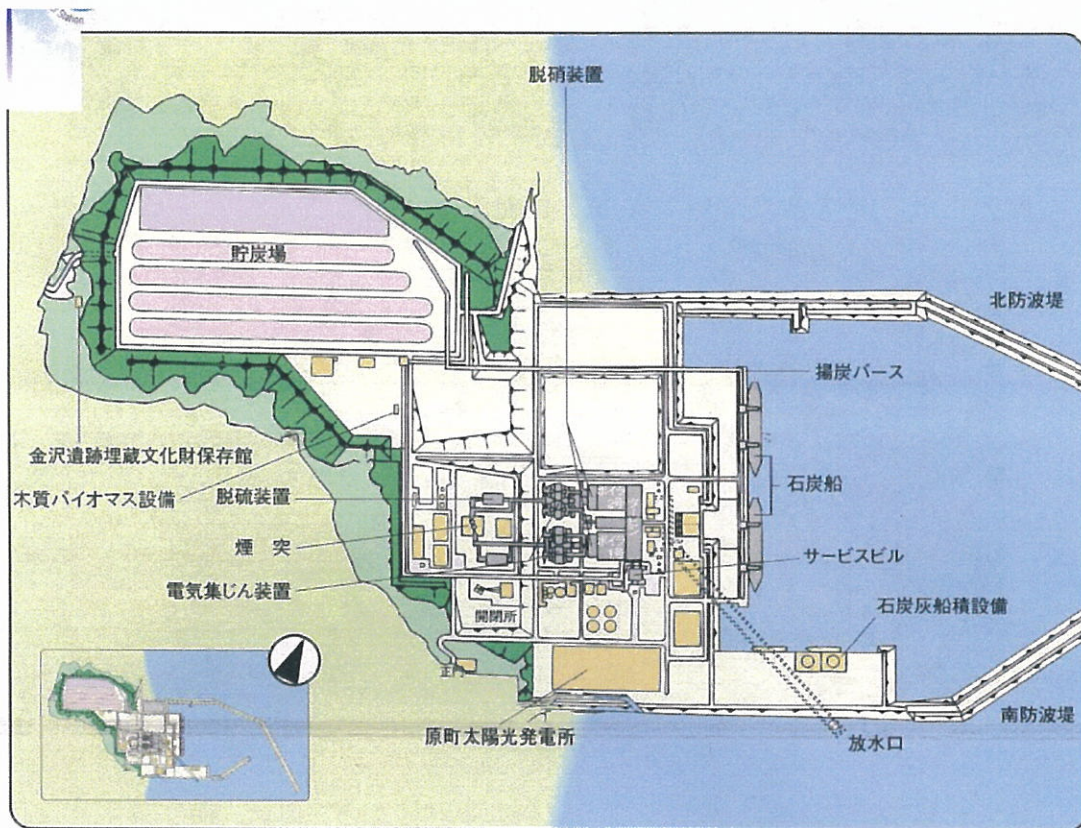 Station
脱硝装置
貯炭場
北防波堤
揚炭バース
金沢遺跡埋蔵文化財保存館
木質バイオマス設備
脱硫装置
石炭船
煙 突
サービスビル
電気集じん装置
石炭灰船積設備
開閉所
正門
原町太陽光発電所
南防波堤
放水口